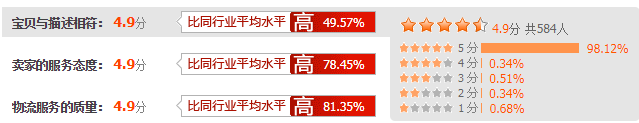 宝贝与描述相符： 4.9分 比同行业平均水平 高 49.57%
卖家的服务态度： 4.9分 比同行业平均水平 高 78.45%
物流服务的质量： 4.9分 比同行业平均水平 高 81.35%
4.9分 共584人
5分 98.12%
4分 0.34%
3分 0.51%
2分 0.34%
1分 0.68%